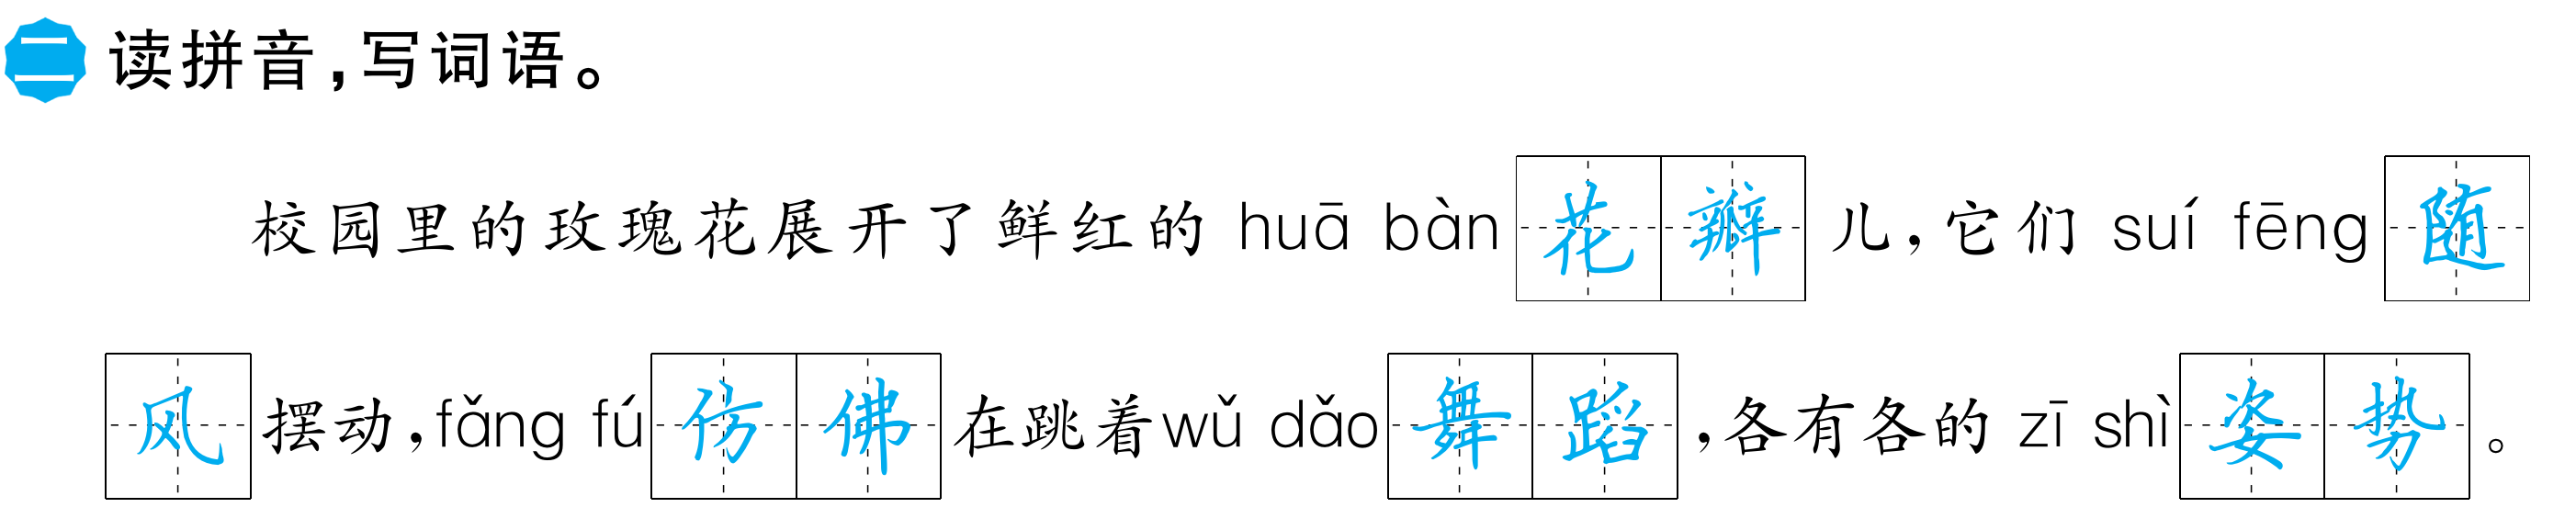 二 读拼音,写词语。
校园里的玫瑰花展开了鲜红的 huā bàn 花瓣 儿,它们 suí fēng 随
风 摆动,fǎng fú 仿佛 在跳着 wǔ dǎo 舞蹈 ,各有各的 zī shì 姿势 。